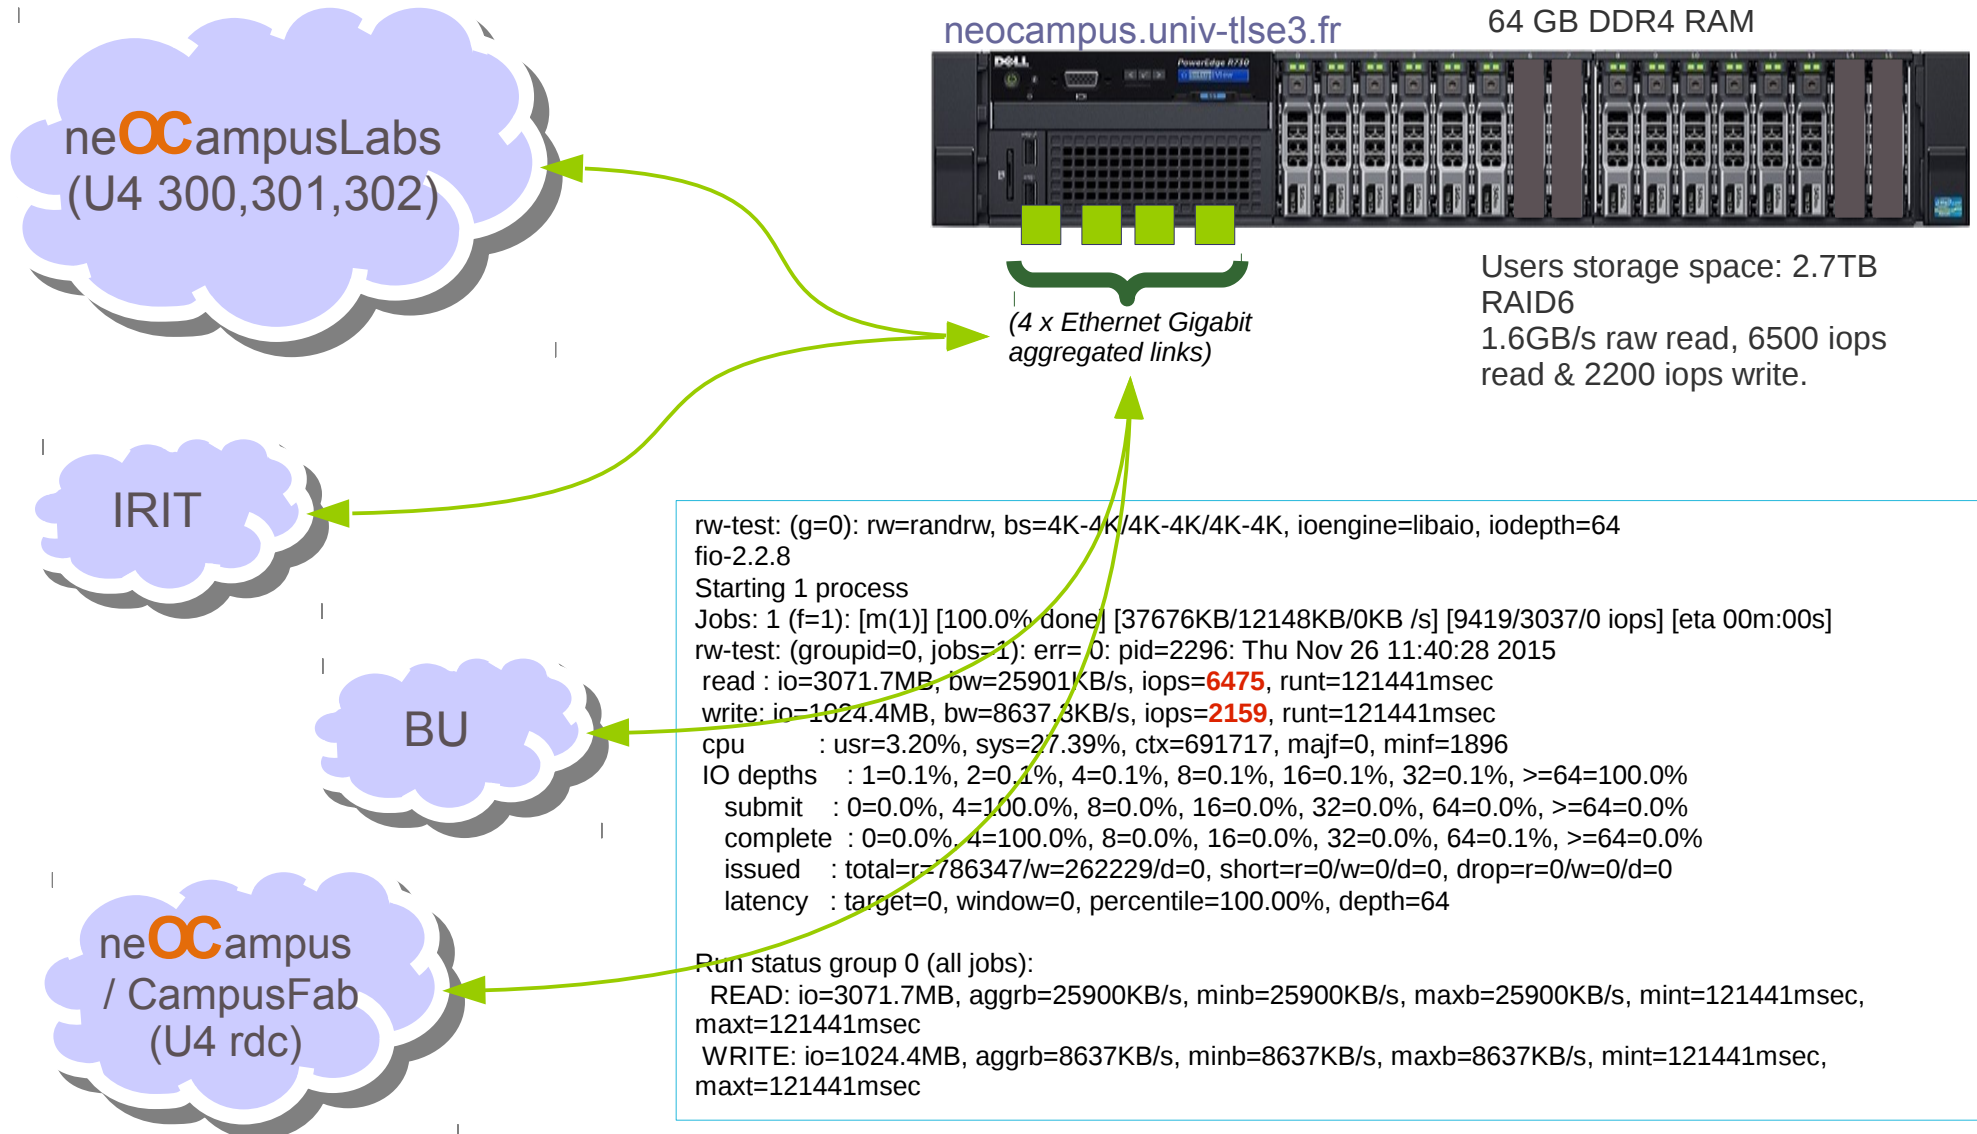 neocampus.univ-tlse3.fr
64 GB DDR4 RAM
DELL
PowerEdge R730
neOCampusLabs
(U4 300,301,302)
(4 x Ethernet Gigabit
aggregated links)
Users storage space: 2.7TB
RAID6
1.6GB/s raw read, 6500 iops
read & 2200 iops write.
IRIT
BU
neOCampus
/ CampusFab
(U4 rdc)
rw-test: (g=0): rw=randrw, bs=4K-4K/4K-4K/4K-4K, ioengine=libaio, iodepth=64
fio-2.2.8
Starting 1 process
Jobs: 1 (f=1): [m(1)] [100.0% done] [37676KB/12148KB/0KB /s] [9419/3037/0 iops] [eta 00m:00s]
rw-test: (groupid=0, jobs=1): err= 0: pid=2296: Thu Nov 26 11:40:28 2015
read : io=3071.7MB, bw=25901KB/s, iops=6475, runt=121441msec
write: io=1024.4MB, bw=8637.3KB/s, iops=2159, runt=121441msec
cpu : usr=3.20%, sys=27.39%, ctx=691717, majf=0, minf=1896
IO depths : 1=0.1%, 2=0.1%, 4=0.1%, 8=0.1%, 16=0.1%, 32=0.1%, >=64=100.0%
submit : 0=0.0%, 4=100.0%, 8=0.0%, 16=0.0%, 32=0.0%, 64=0.0%, >=64=0.0%
complete : 0=0.0%, 4=100.0%, 8=0.0%, 16=0.0%, 32=0.0%, 64=0.1%, >=64=0.0%
issued : total=r=786347/w=262229/d=0, short=r=0/w=0/d=0, drop=r=0/w=0/d=0
latency : target=0, window=0, percentile=100.00%, depth=64
Run status group 0 (all jobs):
READ: io=3071.7MB, aggrb=25900KB/s, minb=25900KB/s, maxb=25900KB/s, mint=121441msec,
maxt=121441msec
WRITE: io=1024.4MB, aggrb=8637KB/s, minb=8637KB/s, maxb=8637KB/s, mint=121441msec,
maxt=121441msec